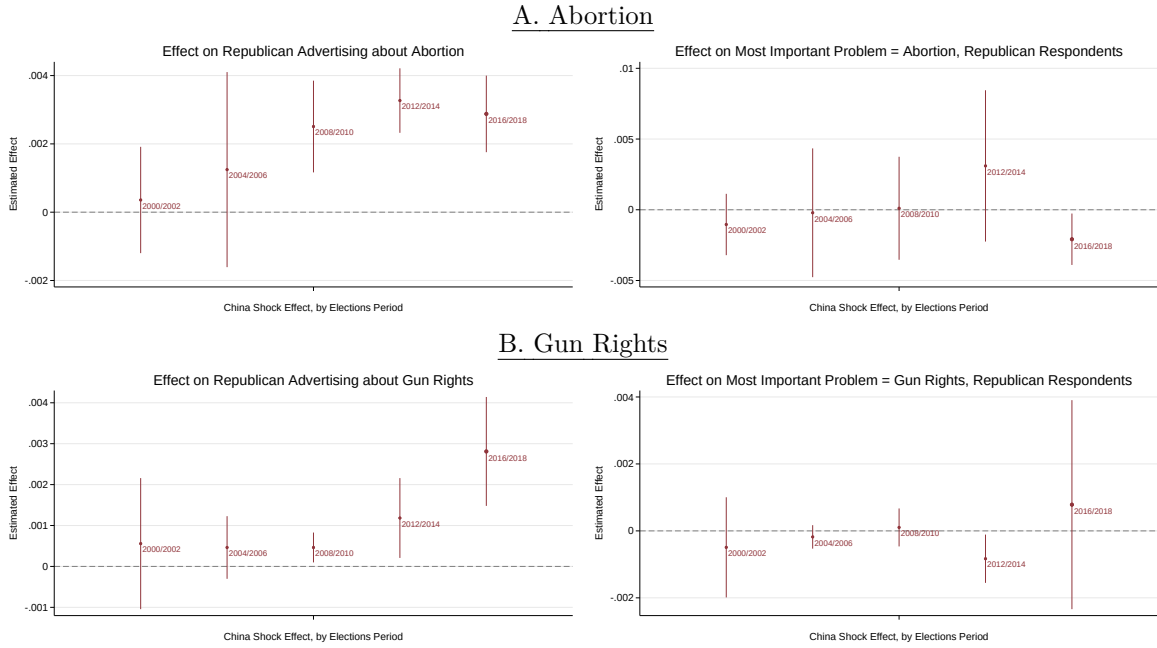 A. Abortion
Effect on Republican Advertising about Abortion
Estimated Effect
.004
.002
0
-.002
2000/2002
2004/2006
2008/2010
2012/2014
2016/2018
China Shock Effect, by Elections Period
Effect on Most Important Problem = Abortion, Republican Respondents
Estimated Effect
.01
.005
0
-.005
2000/2002
2004/2006
2008/2010
2012/2014
2016/2018
China Shock Effect, by Elections Period
B. Gun Rights
Effect on Republican Advertising about Gun Rights
Estimated Effect
.004
.003
.002
.001
0
-.001
2000/2002
2004/2006
2008/2010
2012/2014
2016/2018
China Shock Effect, by Elections Period
Effect on Most Important Problem = Gun Rights, Republican Respondents
Estimated Effect
.004
.002
0
-.002
2000/2002
2004/2006
2008/2010
2012/2014
2016/2018
China Shock Effect, by Elections Period